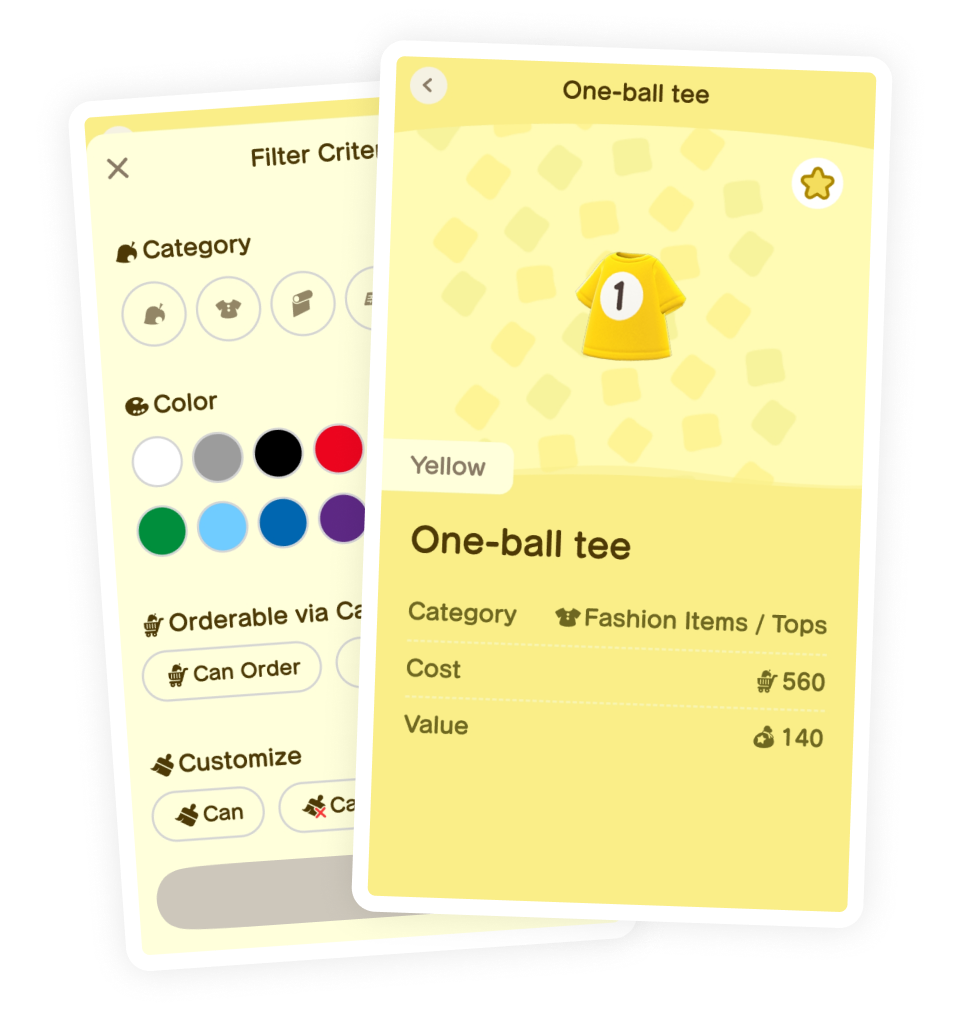 Filter Criter
Category
Color
Orderable via Ca
Can Order
Customize
Can
Ca
One-ball tee
1
Yellow
One-ball tee
Category Fashion Items / Tops
Cost 560
Value 140